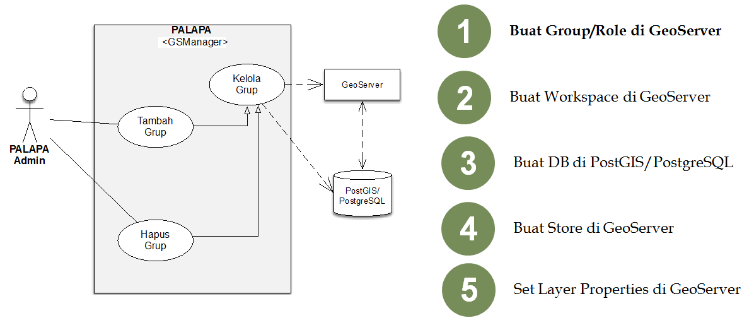 PALAPA
<GSManager>
Kelola
Grup
GeoServer
Tambah
Grup
PALAPA
Admin
PostGIS/
PostgreSQL
Hapus
Grup
1
Buat Group/Role di GeoServer
2
Buat Workspace di GeoServer
3
Buat DB di PostGIS/PostgreSQL
4
Buat Store di GeoServer
5
Set Layer Properties di GeoServer